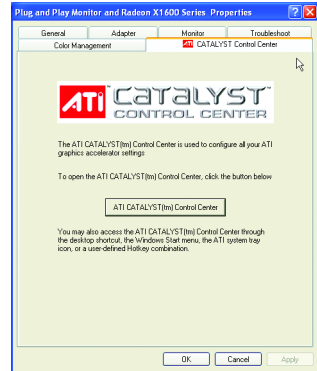 Plug and Play Monitor and Radeon X1600 Series Properties
General Adapter Monitor Troubleshoot
Color Management ATI CATALYST Control Center
ATI CATALYST™
CONTROL CENTER
The ATI CATALYST(tm) Control Center is used to configure all your ATI
graphics accelerator settings
To open the ATI CATALYST(tm) Control Center, click the button below
ATI CATALYST(tm) Control Center
You may also access the ATI CATALYST(tm) Control Center through
the desktop shortcut, the Windows Start menu, the ATI system tray
icon, or a user-defined Hotkey combination.
OK Cancel Apply